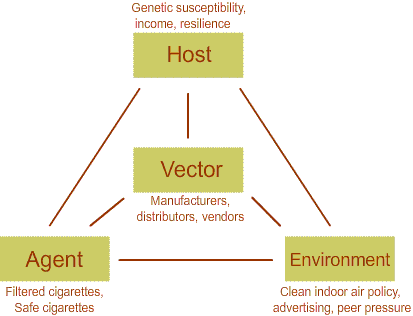 Genetic susceptibility,
income, resilience
Host
Vector
Manufacturers,
distributors, vendors
Agent
Filtered cigarettes,
Safe cigarettes
Environment
Clean indoor air policy,
advertising, peer pressure